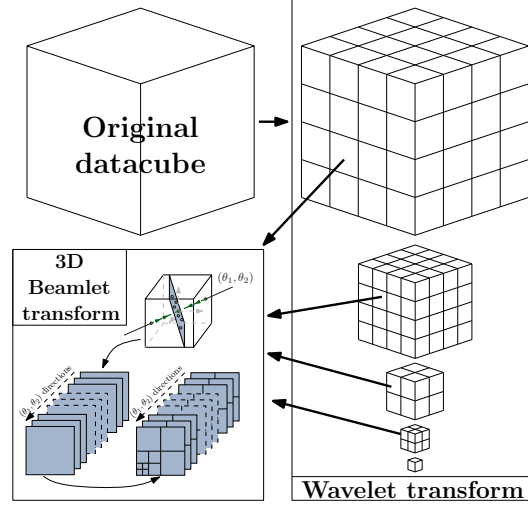 Original
datacube
3D
Beamlet
transform
(θ₁, θ₂)
(θ₁, θ₂) directions
(θ₁, θ₂) directions
Wavelet transform